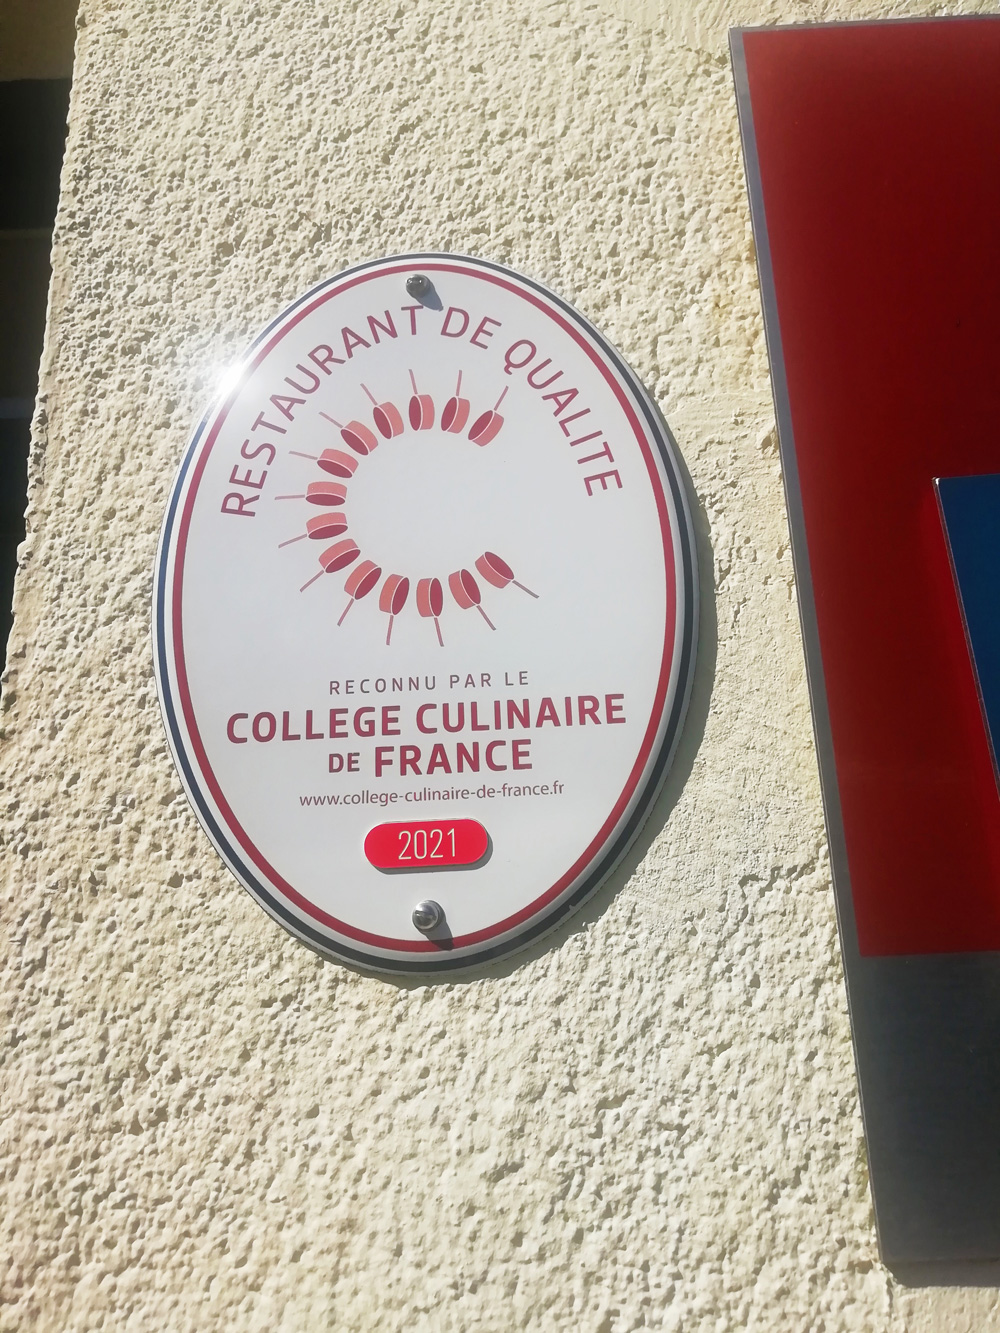 RESTAURANT DE QUALITE
RECONNU PAR LE
COLLEGE CULINAIRE
DE FRANCE
www.college-culinaire-de-france.fr
2021